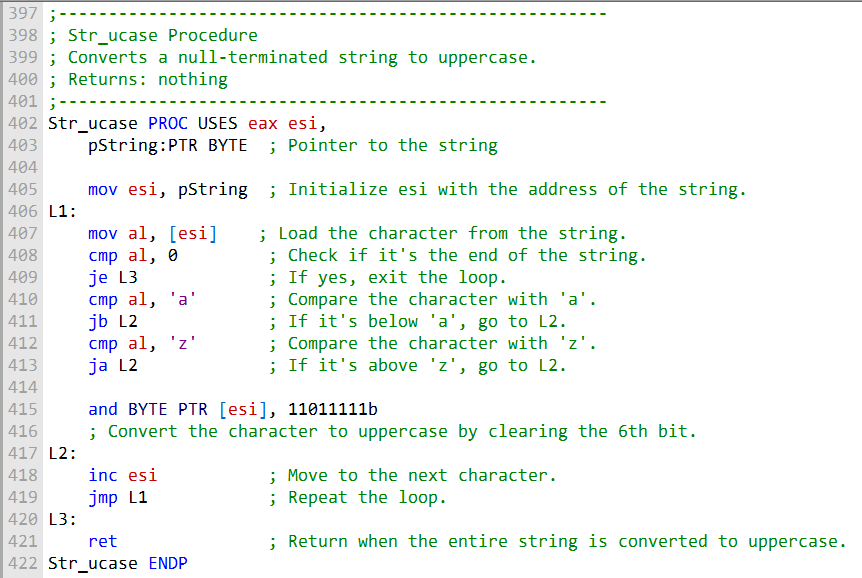 397 ;-------------------------------------------------------
398 ; Str_ucase Procedure
399 ; Converts a null-terminated string to uppercase.
400 ; Returns: nothing
401 ;-------------------------------------------------------
402 Str_ucase PROC USES eax esi,
403     pString:PTR BYTE  ; Pointer to the string
404
405     mov esi, pString  ; Initialize esi with the address of the string.
406 L1:
407     mov al, [esi]    ; Load the character from the string.
408     cmp al, 0         ; Check if it's the end of the string.
409     je L3             ; If yes, exit the loop.
410     cmp al, 'a'       ; Compare the character with 'a'.
411     jb L2             ; If it's below 'a', go to L2.
412     cmp al, 'z'       ; Compare the character with 'z'.
413     ja L2             ; If it's above 'z', go to L2.
414
415     and BYTE PTR [esi], 11011111b
416     ; Convert the character to uppercase by clearing the 6th bit.
417 L2:
418     inc esi           ; Move to the next character.
419     jmp L1            ; Repeat the loop.
420 L3:
421     ret               ; Return when the entire string is converted to uppercase.
422 Str_ucase ENDP